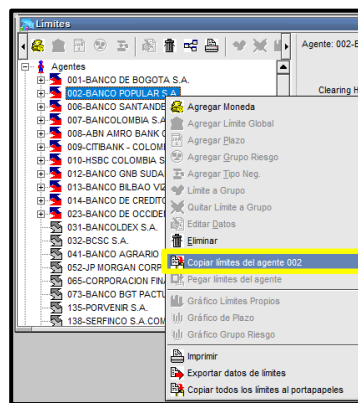 Límites
Agente: 002-B
Agentes
001-BANCO DE BOGOTA S.A.
002-BANCO POPULAR S.A.
Clearing H
006-BANCO SANTANDE
007-BANCOLOMBIA S.A
008-ABN AMRO BANK
009-CITIBANK - COLOM
010-HSBC COLOMBIA S
012-BANCO GNB SUDA
013-BANCO BILBAO VIZ
014-BANCO DE CREDITO
023-BANCO DE OCCIDE
031-BANCOLDEX S.A.
032-BCSC S.A.
041-BANCO AGRARIO
052-JP MORGAN CORP
065-CORPORACION FIN
073-BANCO BGT PACTU
135-PORVENIR S.A.
138-SERFINCO S.A.COM
Agregar Moneda
Agregar Límite Global
Agregar Plazo
Agregar Grupo Riesgo
Agregar Tipo Neg.
Límite a Grupo
Quitar Límite a Grupo
Editar Datos
Eliminar
Copiar límites del agente 002
Pegar límites del agente
Gráfico Límites Propios
Gráfico de Plazo
Gráfico Grupo Riesgo
Imprimir
Exportar datos de límites
Copiar todos los límites al portapapeles